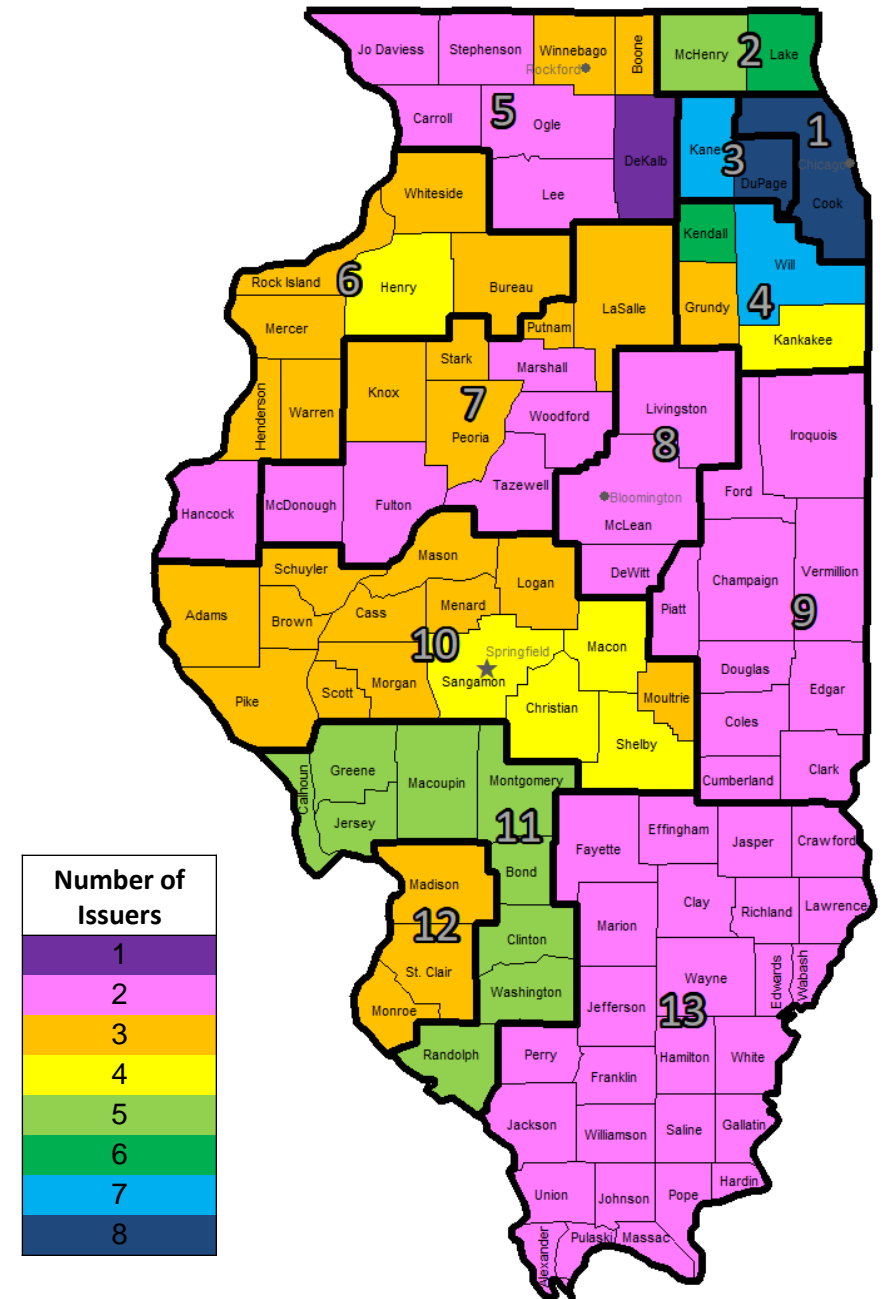 Jo Daviess
Stephenson
Winnebago
Rockford
Boone
McHenry
2
Lake
Carroll
5
Ogle
DeKalb
Kane
3
1
Chicago
DuPage
Cook
Lee
Whiteside
Kendall
Will
Rock Island
6
Henry
Bureau
LaSalle
Grundy
4
Mercer
Putnam
Kankakee
Stark
Marshall
Henderson
Warren
Knox
7
Peoria
Woodford
Livingston
8
Iroquois
Hancock
McDonough
Fulton
Tazewell
Bloomington
McLean
Ford
Schuyler
Mason
Logan
DeWitt
Champaign
Vermillion
Adams
Brown
Cass
Menard
Piatt
9
10
Springfield
Macon
Pike
Scott
Morgan
Sangamon
Christian
Moultrie
Douglas
Edgar
Shelby
Coles
Cumberland
Clark
Calhoun
Greene
Macoupin
Montgomery
Jersey
11
Fayette
Effingham
Jasper
Crawford
Bond
Madison
Clay
Richland
Lawrence
12
Marion
Clinton
St. Clair
Wayne
Edwards
Wabash
Washington
Monroe
Jefferson
13
Randolph
Perry
Hamilton
White
Franklin
Jackson
Williamson
Saline
Gallatin
Union
Johnson
Pope
Hardin
Alexander
Pulaski
Massac
Number of
Issuers
1
2
3
4
5
6
7
8